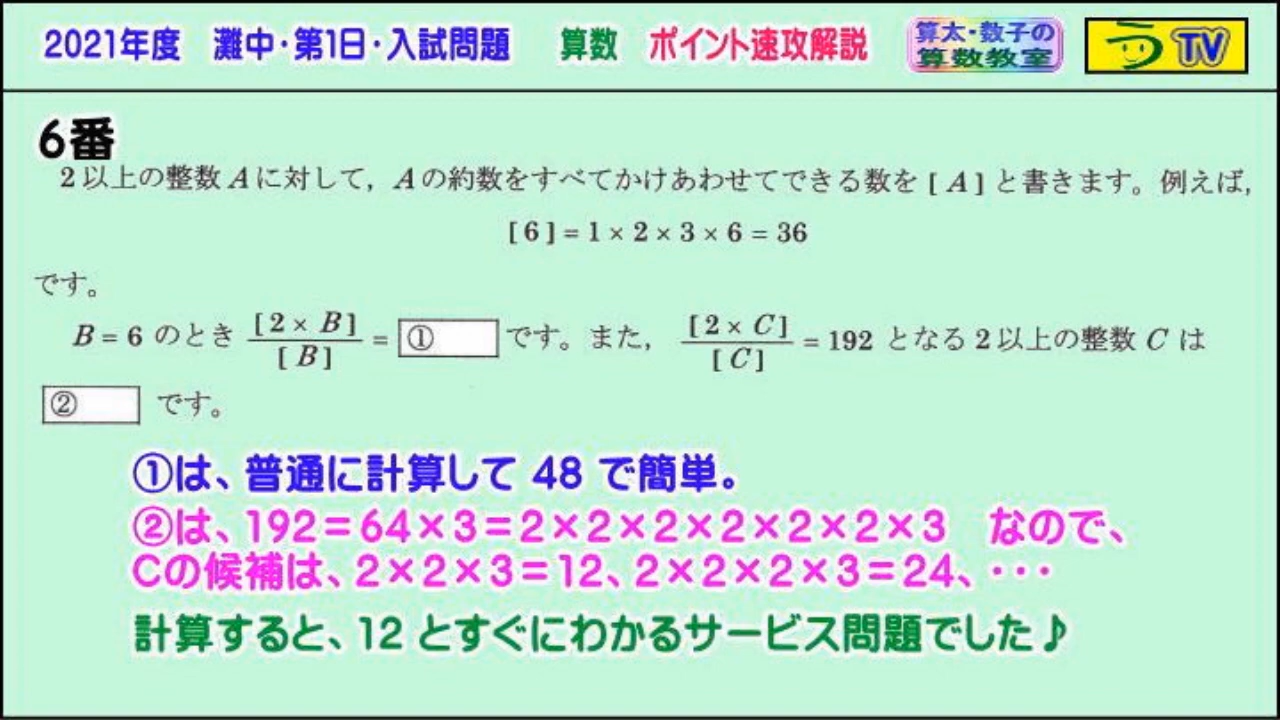 2021年度 灘中・第1日・入試問題 算数 ポイント速攻解説 算太・数子の算数教室 うTV
6番
2以上の整数Aに対して，Aの約数をすべてかけあわせてできる数を[A]と書きます。例えば，
[6]=1×2×3×6=36
です。
B=6 のとき [2×B]/[B] = ① です。また， [2×C]/[C] =192 となる2以上の整数Cは
② です。
①は、普通に計算して 48 で簡単。
②は、192=64×3=2×2×2×2×2×2×3 なので、
Cの候補は、2×2×3=12、2×2×2×3=24、・・・
計算すると、12 とすぐにわかるサービス問題でした♪